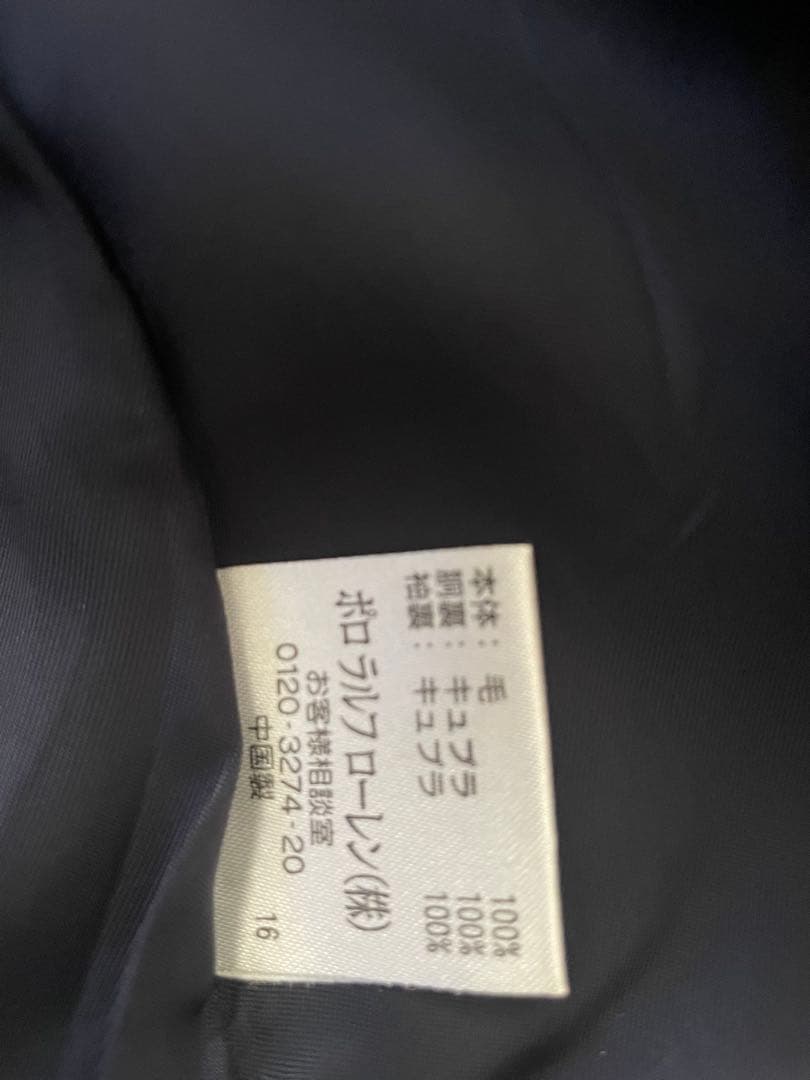 本体: 毛 100%
胴裏: キュプラ 100%
袖裏: キュプラ 100%
ポロ ラルフ ローレン(株)
お客様相談室
0120-3274-20
中国製 16